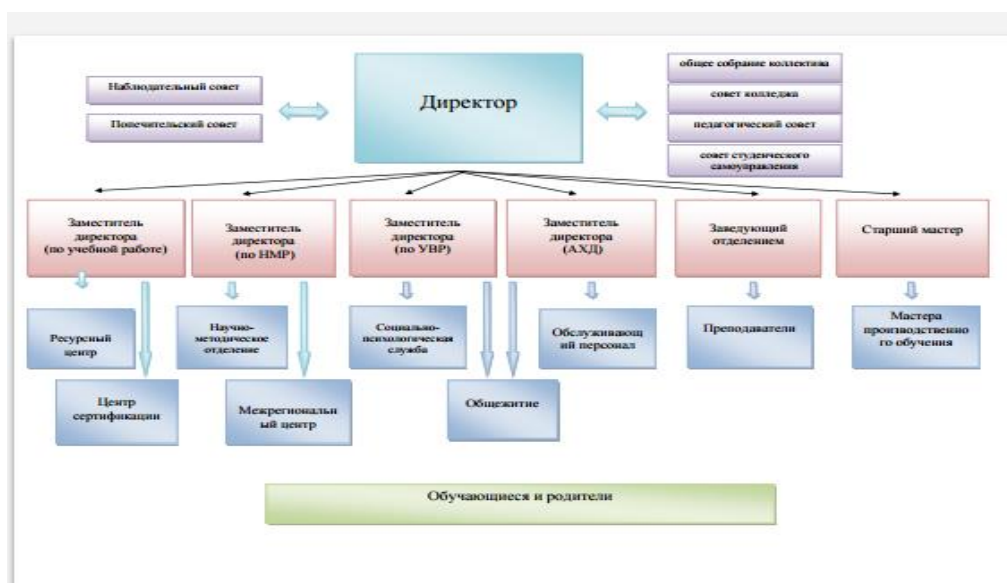 Наблюдательный совет
Попечительский совет
Директор
общее собрание коллектива
совет колледжа
педагогический совет
совет студенческого
самоуправления
Заместитель
директора
(по учебной работе)
Заместитель
директора
(по НМР)
Заместитель
директора
(по УВР)
Заместитель
директора
(АХД)
Заведующий
отделением
Старший мастер
Ресурсный
центр
Научно-
методическое
отделение
Социально-
психологическая
служба
Обслуживающ
ий персонал
Преподаватели
Мастера
производственно
го обучения
Центр
сертификации
Межрегиональн
ый центр
Общежитие
Обучающиеся и родители